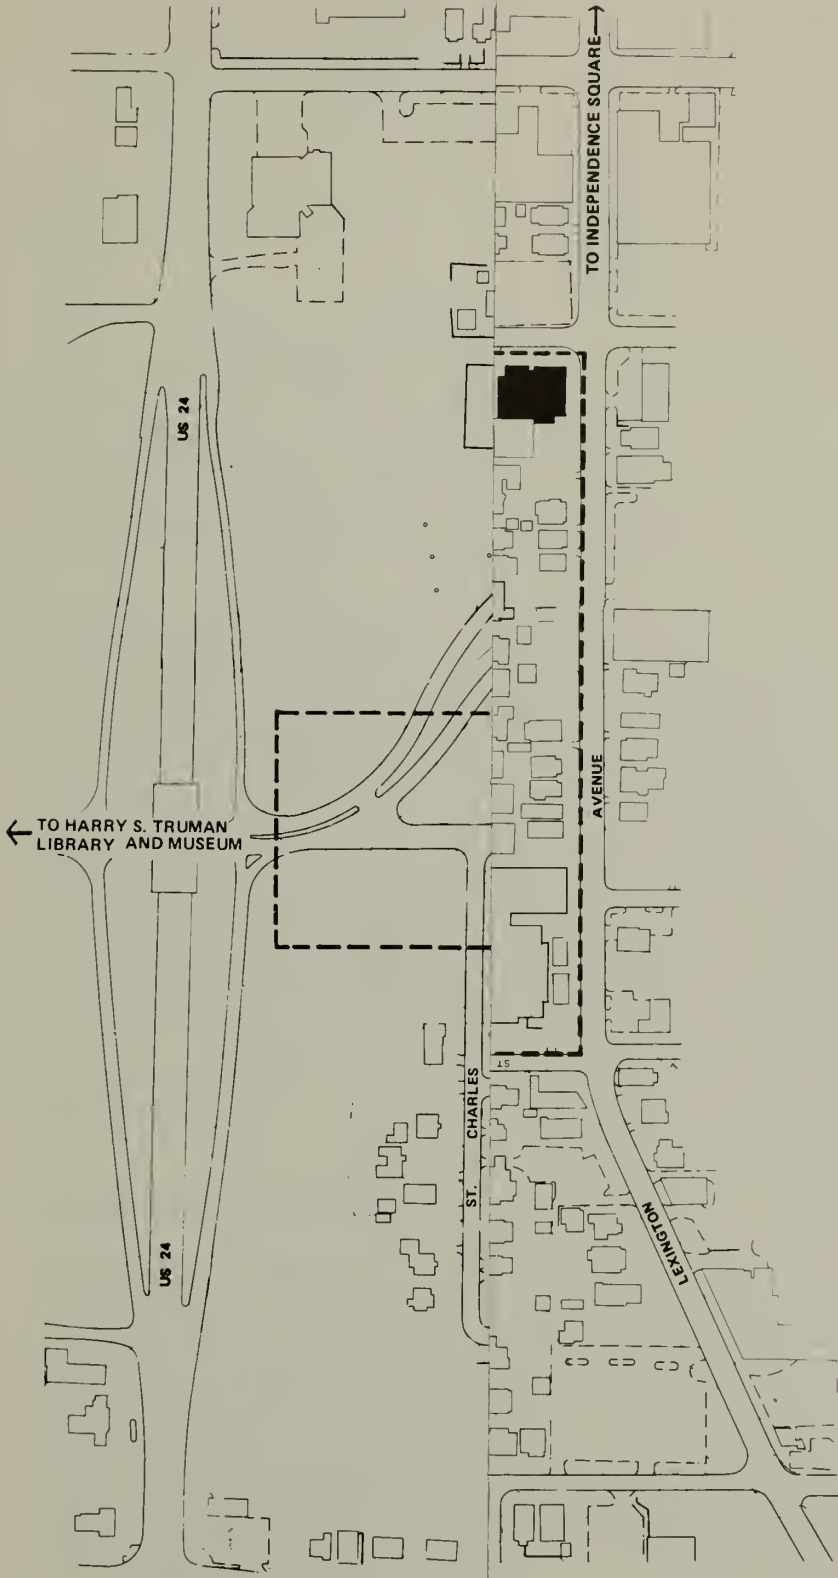 TO INDEPENDENCE SQUARE
US 24
TO HARRY S. TRUMAN
LIBRARY AND MUSEUM
AVENUE
ST
ST. CHARLES
LEXINGTON
US 24